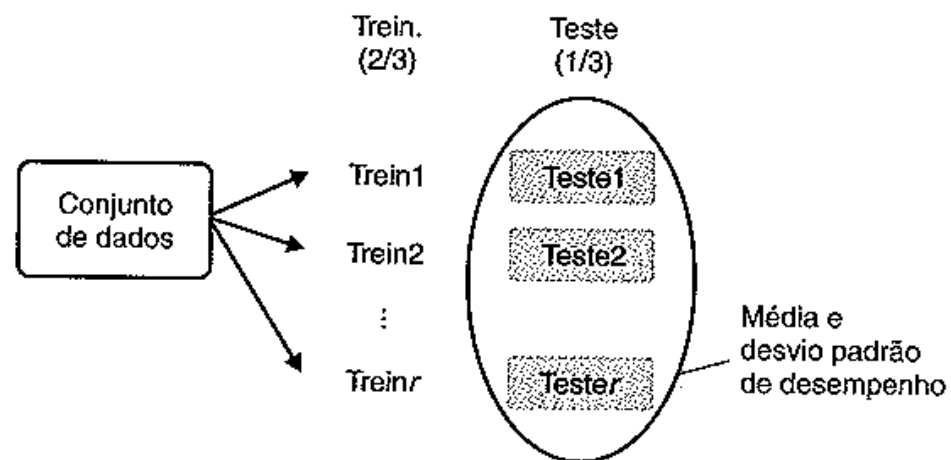 Trein.
(2/3)
Teste
(1/3)
Conjunto
de dados
Trein1
Teste1
Trein2
Teste2
⋮
Treinr
Tester
Média e
desvio padrão
de desempenho